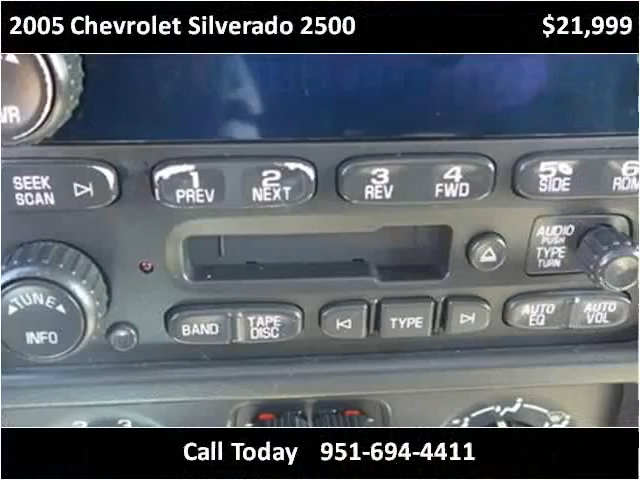 2005 Chevrolet Silverado 2500 $21,999
SEEK
SCAN
1
PREV
2
NEXT
3
REV
4
FWD
5
SIDE
6
AUDIO
PUSH
TYPE
TURN
TUNE
INFO
BAND
TAPE
DISC
TYPE
AUTO
EQ
AUTO
VOL
Call Today 951-694-4411